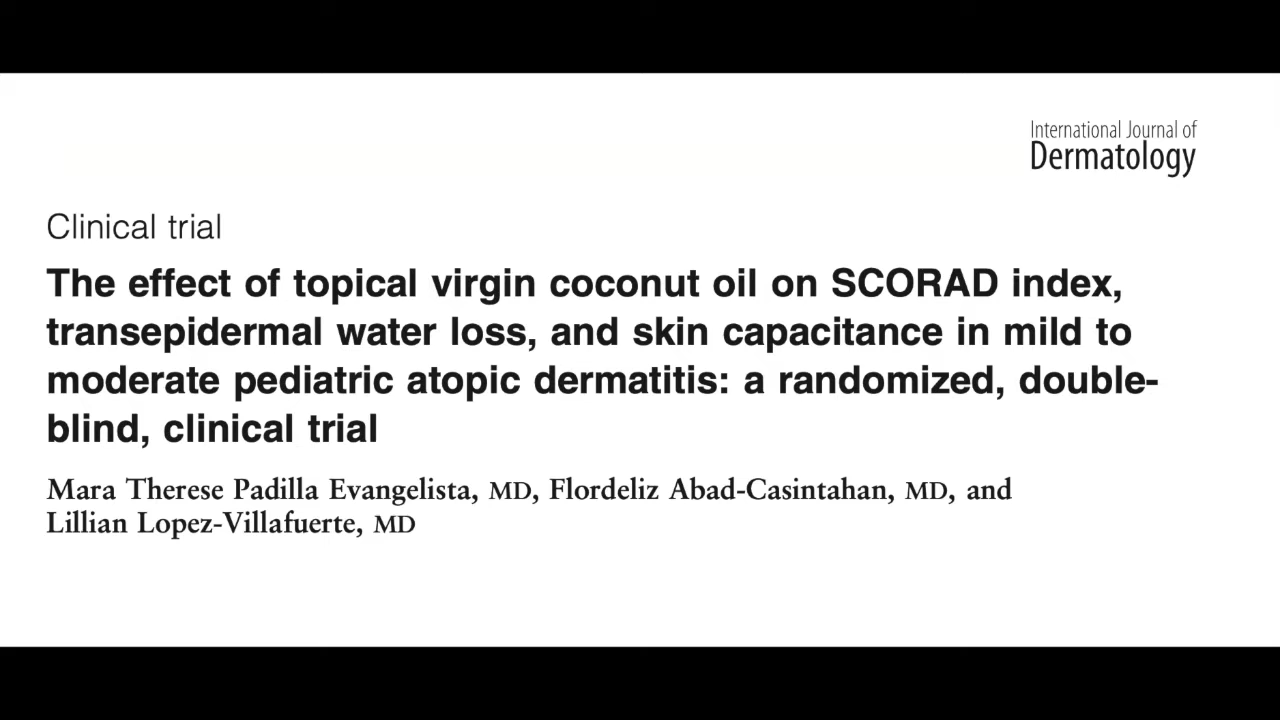 International Journal of
Dermatology
Clinical trial
The effect of topical virgin coconut oil on SCORAD index,
transepidermal water loss, and skin capacitance in mild to
moderate pediatric atopic dermatitis: a randomized, double-
blind, clinical trial
Mara Therese Padilla Evangelista, MD, Flordeliz Abad-Casintahan, MD, and
Lillian Lopez-Villafuerte, MD